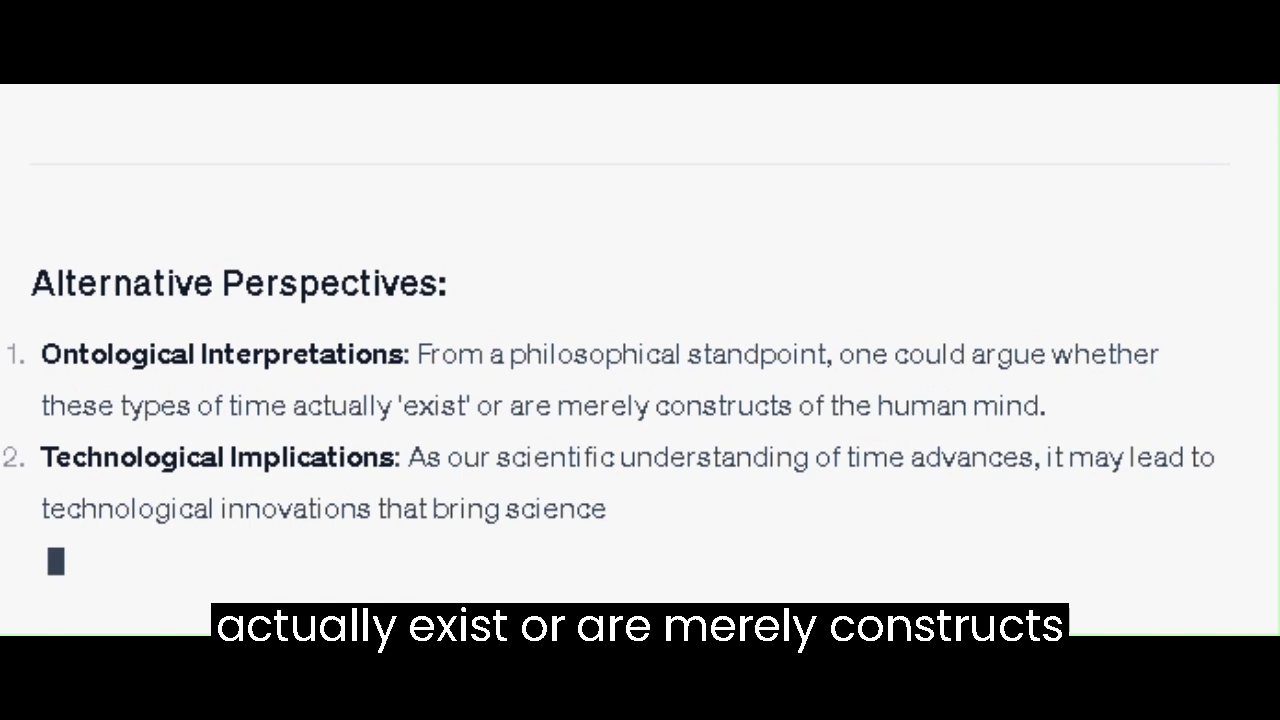 Alternative Perspectives:
1. Ontological Interpretations: From a philosophical standpoint, one could argue whether
these types of time actually 'exist' or are merely constructs of the human mind.
2. Technological Implications: As our scientific understanding of time advances, it may lead to
technological innovations that bring science
actually exist or are merely constructs